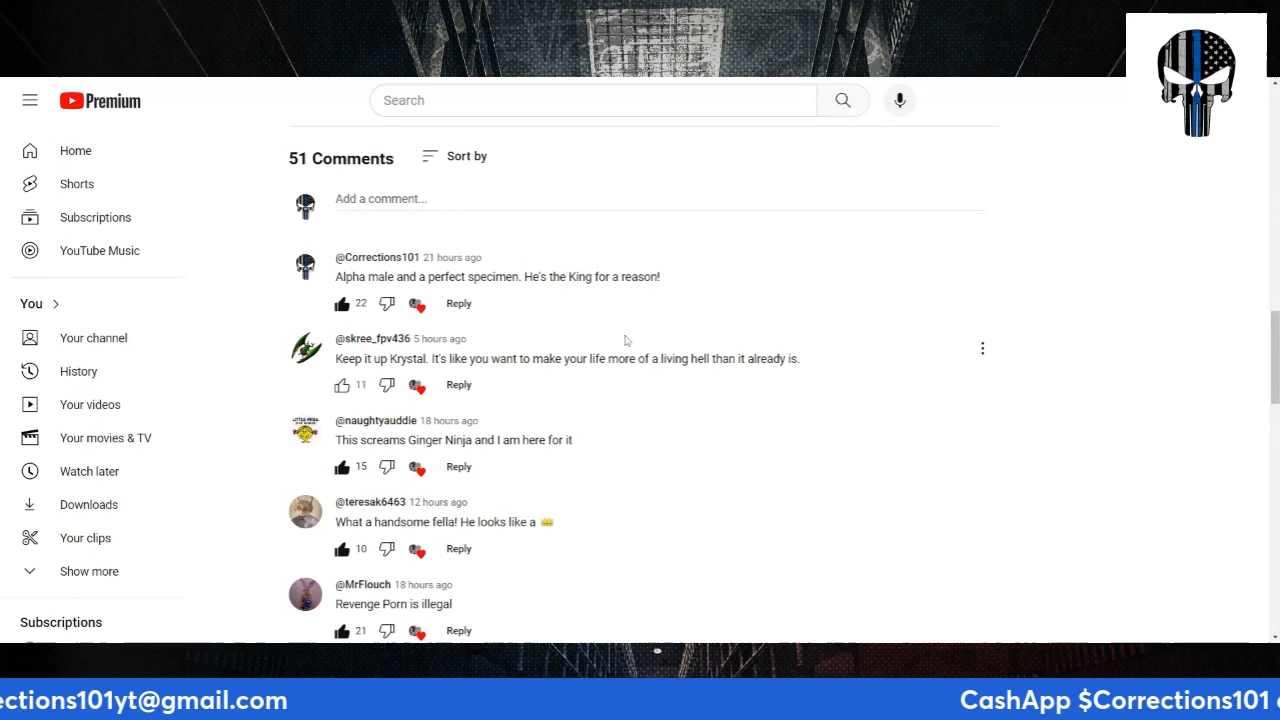 Premium
Search
Home
Shorts
Subscriptions
YouTube Music
You
Your channel
History
Your videos
Your movies & TV
Watch later
Downloads
Your clips
Show more
Subscriptions
51 Comments
Sort by
Add a comment...
@Corrections101 21 hours ago
Alpha male and a perfect specimen. He's the King for a reason!
22 Reply
@skree_fpv436 5 hours ago
Keep it up Krystal. It's like you want to make your life more of a living hell than it already is.
11 Reply
@naughtyauddie 18 hours ago
This screams Ginger Ninja and I am here for it
15 Reply
@teresak6463 12 hours ago
What a handsome fella! He looks like a 👑
10 Reply
@MrFlouch 18 hours ago
Revenge Porn is illegal
21 Reply
ections101yt@gmail.com
CashApp $Corrections101